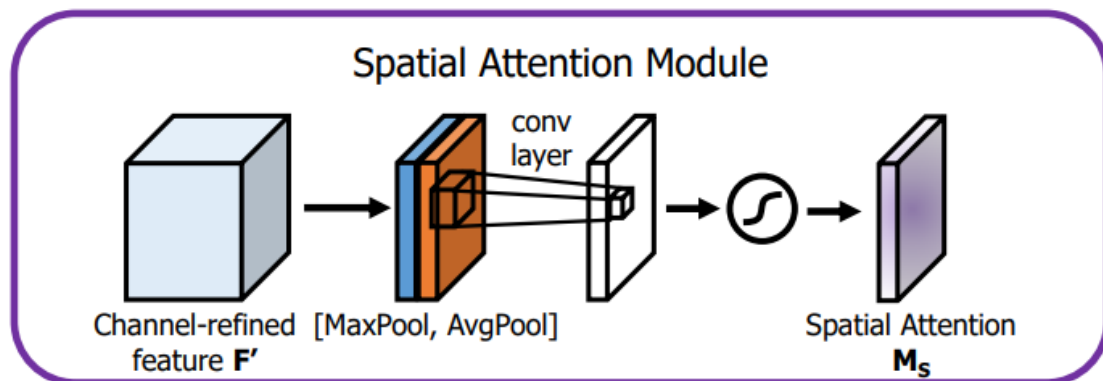 Spatial Attention Module
conv
layer
Channel-refined
feature F’
[MaxPool, AvgPool]
Spatial Attention
Ms